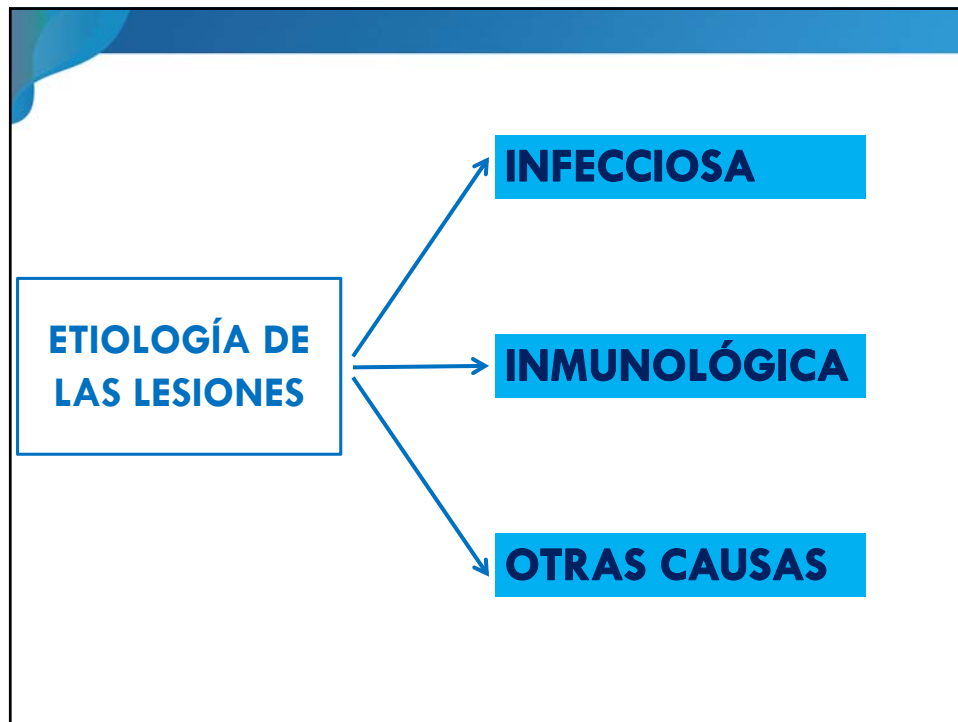 ETIOLOGÍA DE
LAS LESIONES
INFECCIOSA
INMUNOLÓGICA
OTRAS CAUSAS